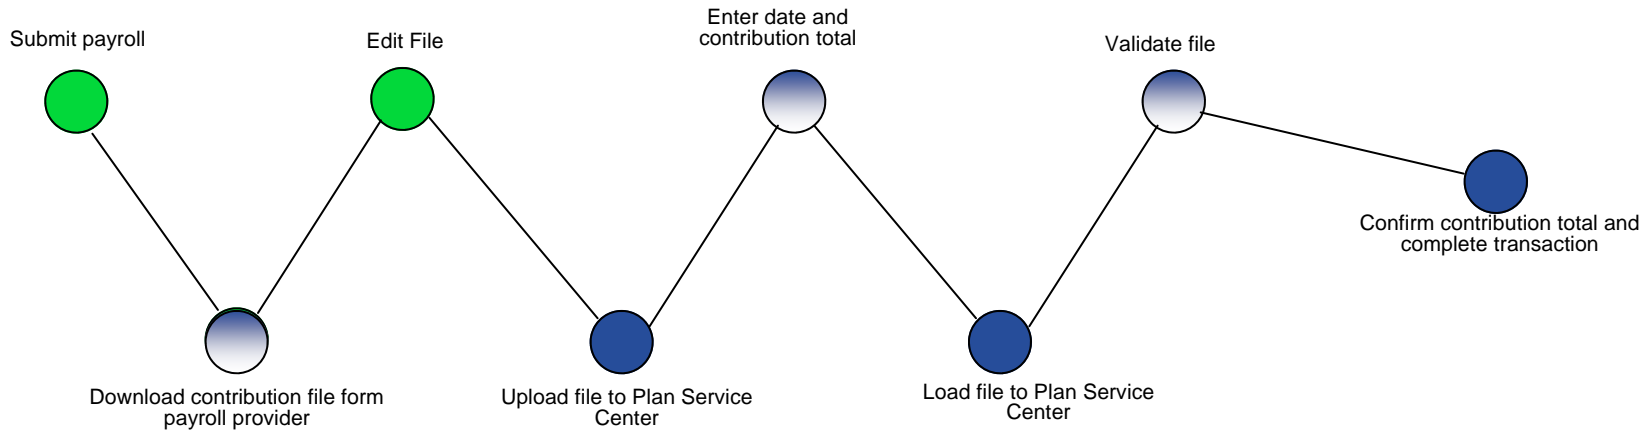 Submit payroll
Download contribution file form
payroll provider
Edit File
Upload file to Plan Service
Center
Enter date and
contribution total
Load file to Plan Service
Center
Validate file
Confirm contribution total and
complete transaction